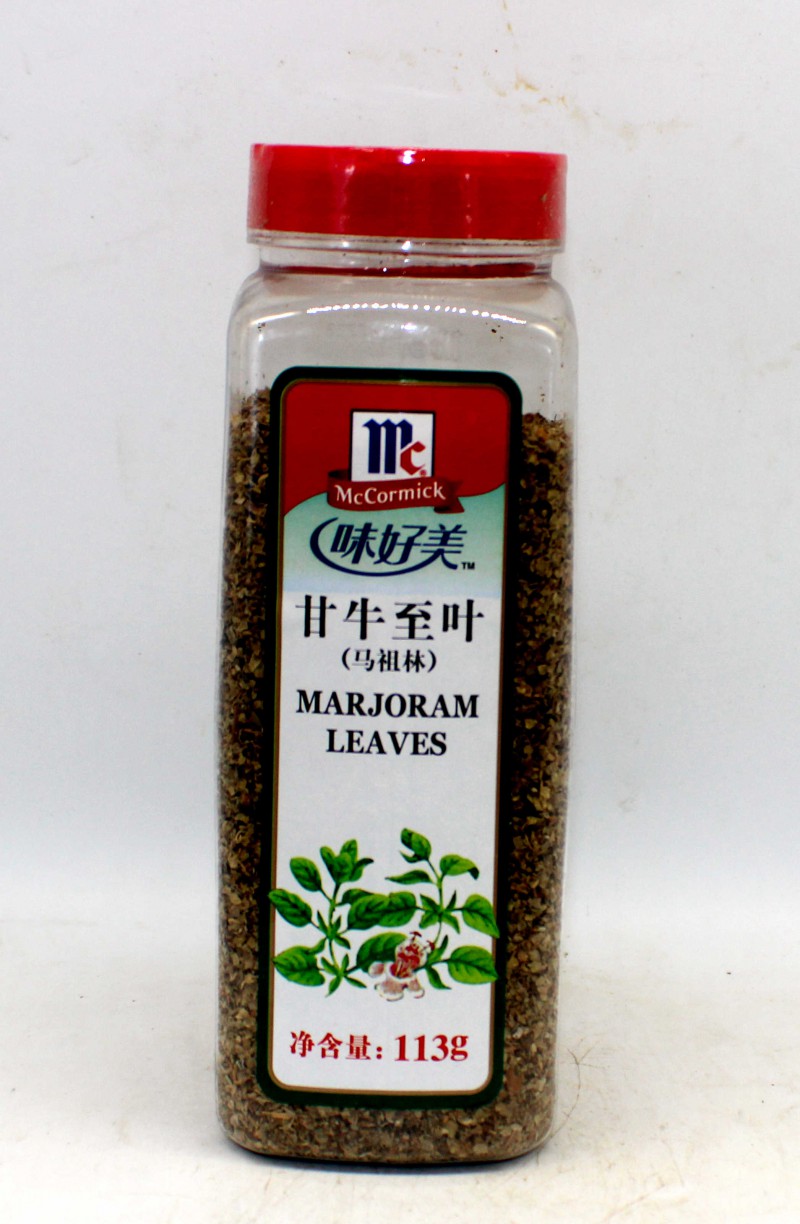 Mc
McCormick
味好美™
甘牛至叶
(马祖林)
MARJORAM
LEAVES
净含量: 113g